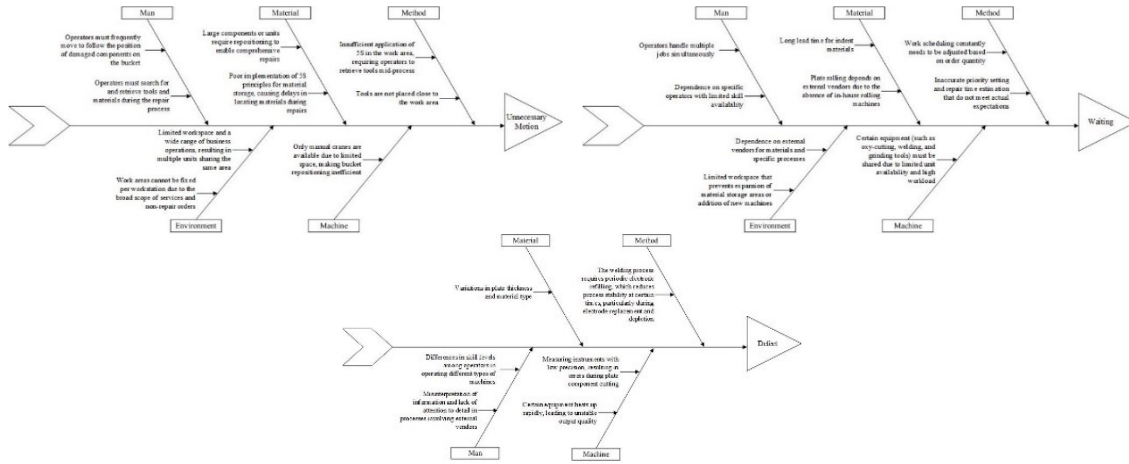 Man
Material
Method
Operators must frequently
move to follow the position
of damaged components on
the bucket
Operators must search for
and retrieve tools and
materials during the repair
process
Large components or units
require repositioning to
enable comprehensive
repairs
Poor implementation of 5S
principles for material
storage, causing delays in
locating materials during
repairs
Insufficient application of
5S in the work area,
requiring operators to
retrieve tools mid-process
Tools are not placed close to
the work area
Unnecessary
Motion
Limited workspace and a
wide range of business
operations, resulting in
multiple units sharing the
same area
Work areas cannot be fixed
per workstation due to the
broad scope of services and
non-repair orders
Only manual cranes are
available due to limited
space, making bucket
repositioning inefficient
Environment
Machine
Man
Material
Method
Operators handle multiple
jobs simultaneously
Dependence on specific
operators with limited skill
availability
Long lead time for indent
materials
Plate rolling depends on
external vendors due to the
absence of in-house rolling
machines
Work scheduling constantly
needs to be adjusted based
on order quantity
Inaccurate priority setting
and repair time estimation
that do not meet actual
expectations
Waiting
Dependence on external
vendors for materials and
specific processes
Limited workspace that
prevents expansion of
material storage areas or
addition of new machines
Certain equipment (such as
oxy-cutting, welding, and
grinding tools) must be
shared due to limited unit
availability and high
workload
Environment
Machine
Material
Method
Variations in plate thickness
and material type
The welding process
requires periodic electrode
refilling, which reduces
process stability at certain
times, particularly during
electrode replacement and
depletion
Defect
Differences in skill levels
among operators in
operating different types of
machines
Misinterpretation of
information and lack of
attention to detail in
processes involving external
vendors
Measuring instruments with
low precision, resulting in
errors during plate
component cutting
Certain equipment heats up
rapidly, leading to unstable
output quality
Man
Machine